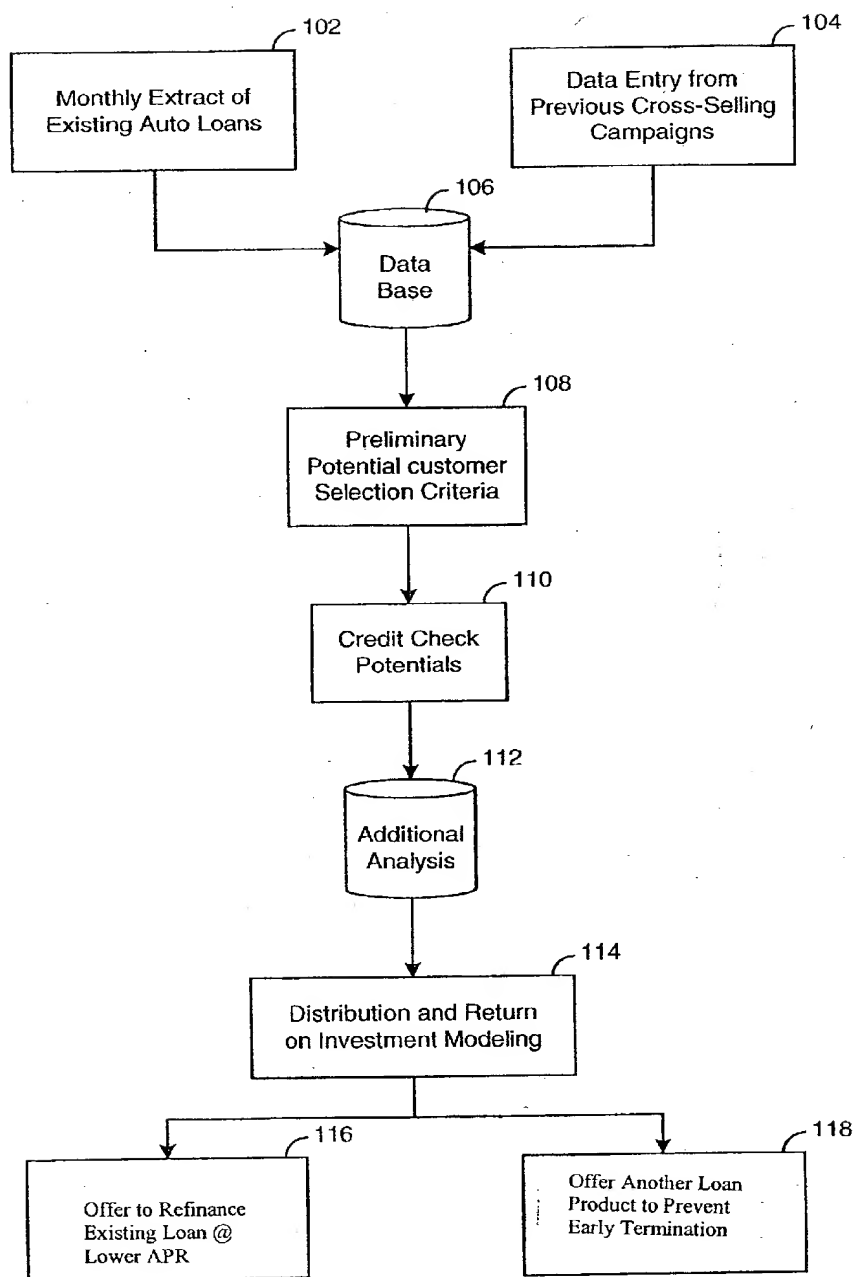 102
Monthly Extract of
Existing Auto Loans
104
Data Entry from
Previous Cross-Selling
Campaigns
106
Data
Base
108
Preliminary
Potential customer
Selection Criteria
110
Credit Check
Potentials
112
Additional
Analysis
114
Distribution and Return
on Investment Modeling
116
Offer to Refinance
Existing Loan @
Lower APR
118
Offer Another Loan
Product to Prevent
Early Termination